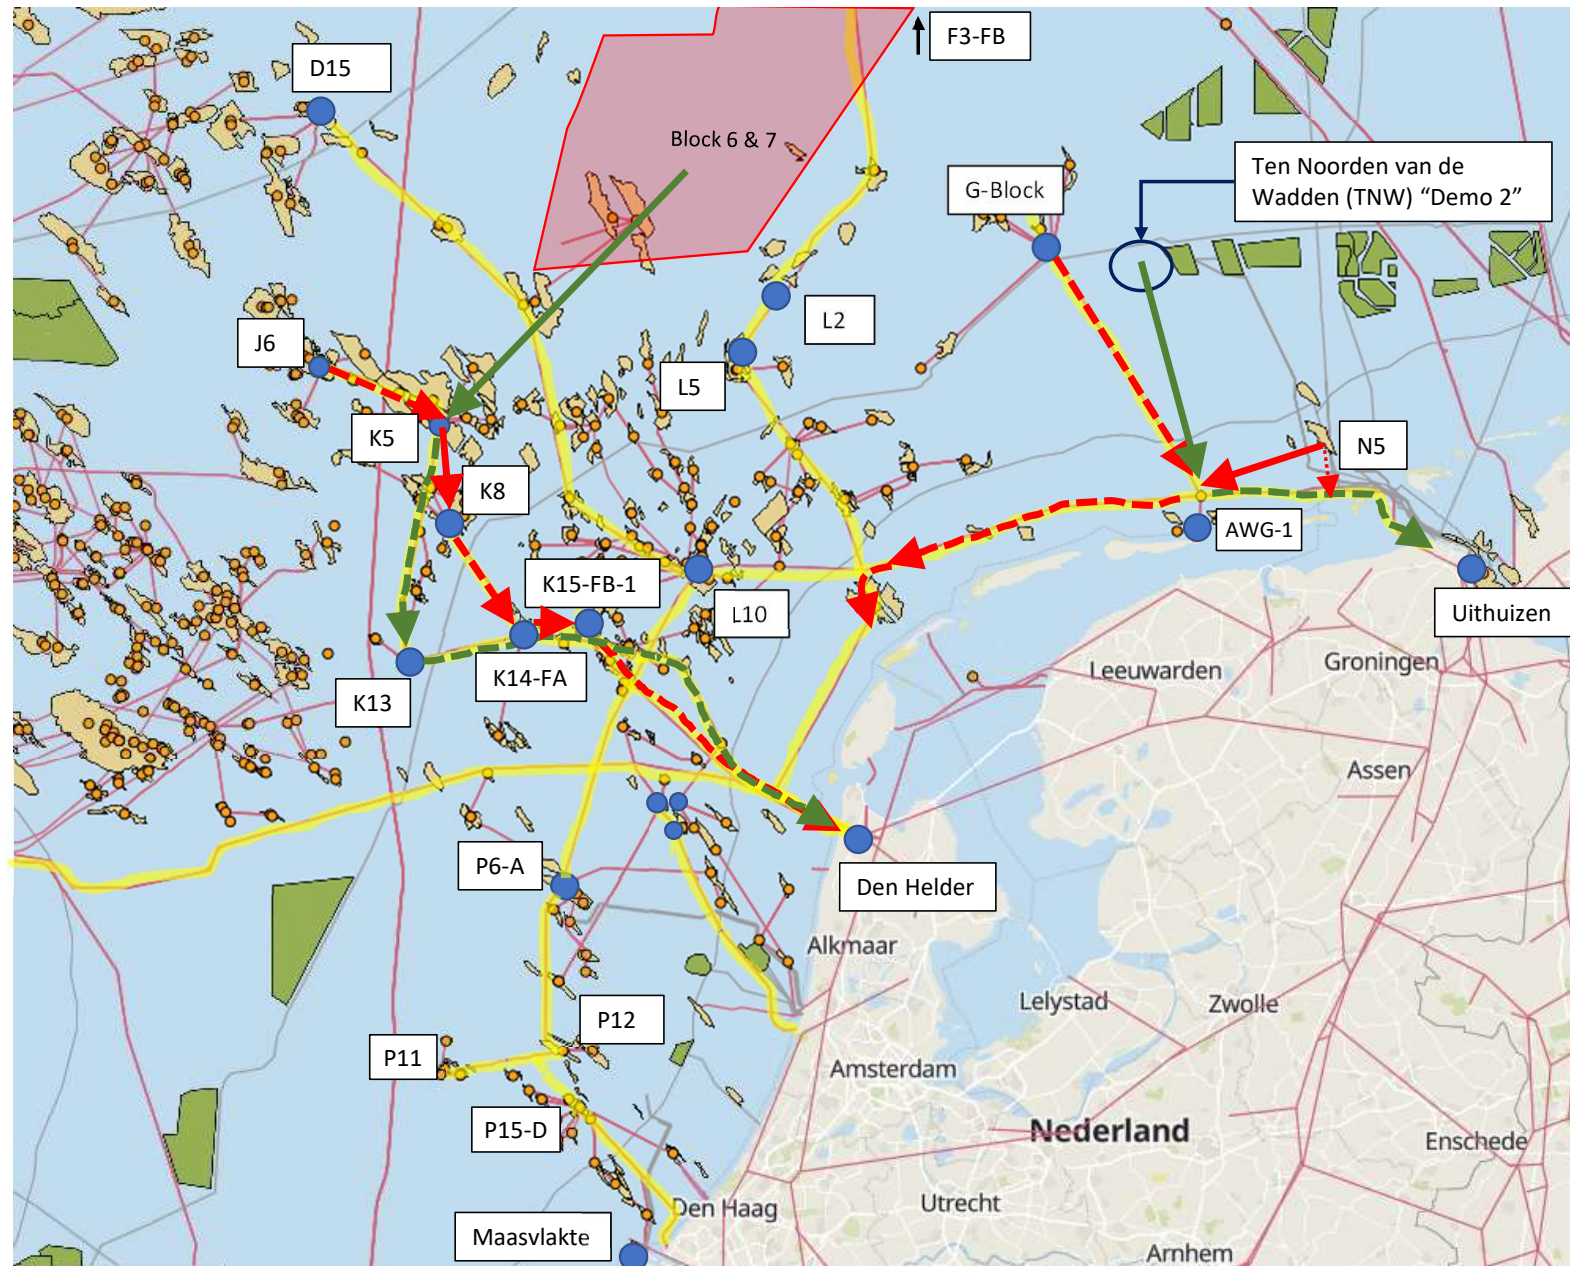 F3-FB
D15
Block 6 & 7
Ten Noorden van de
Wadden (TNW) “Demo 2”
G-Block
L2
J6
L5
K5
N5
K8
AWG-1
K15-FB-1
L10
Uithuizen
Groningen
Leeuwarden
K14-FA
K13
Assen
P6-A
Den Helder
Alkmaar
Lelystad
Zwolle
P12
P11
Amsterdam
P15-D
Nederland
Enschede
Den Haag
Utrecht
Maasvlakte
Arnhem